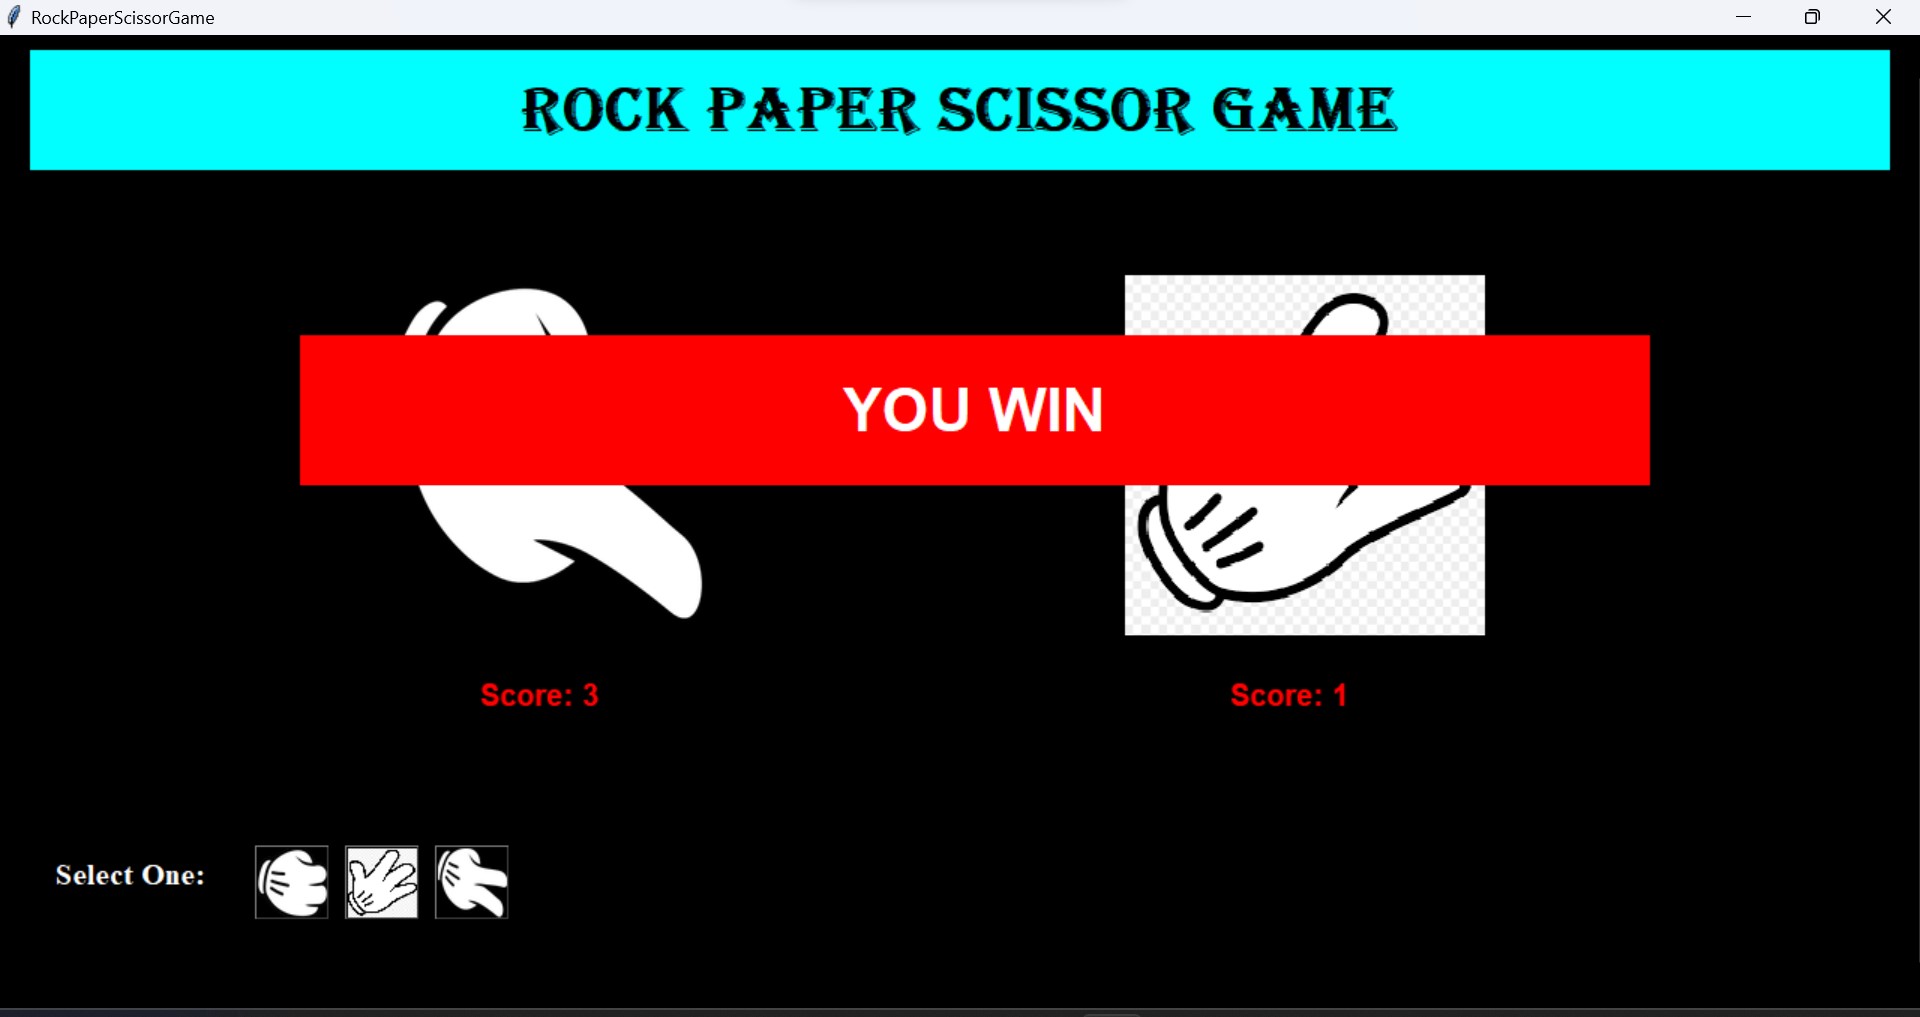 RockPaperScissorGame
ROCK PAPER SCISSOR GAME
YOU WIN
Score: 3
Score: 1
Select One: